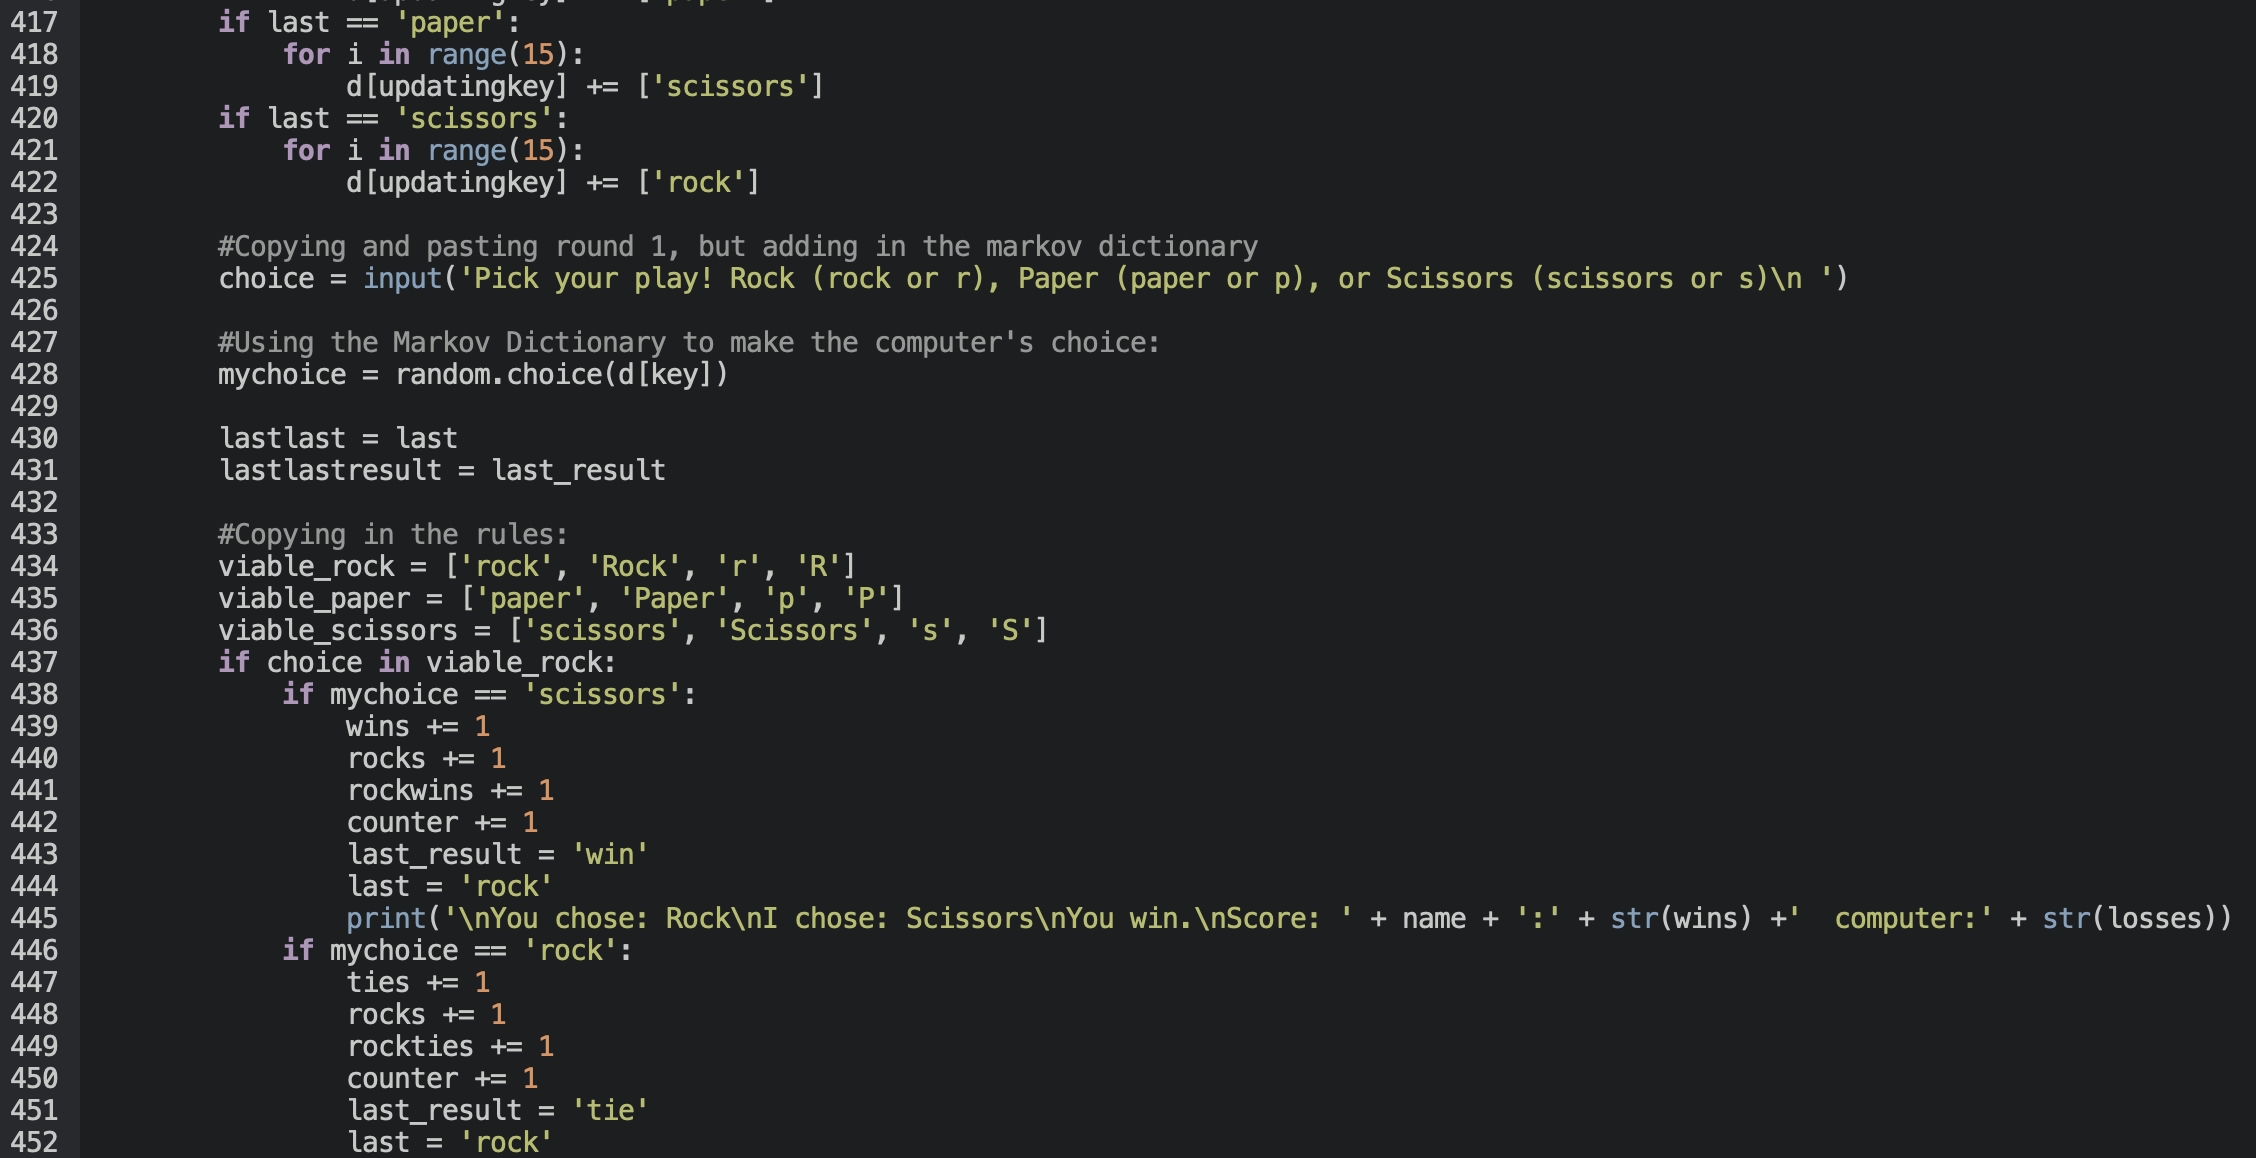 417 if last == 'paper':
418 for i in range(15):
419 d[updatingkey] += ['scissors']
420 if last == 'scissors':
421 for i in range(15):
422 d[updatingkey] += ['rock']
423
424 #Copying and pasting round 1, but adding in the markov dictionary
425 choice = input('Pick your play! Rock (rock or r), Paper (paper or p), or Scissors (scissors or s)\n ')
426
427 #Using the Markov Dictionary to make the computer's choice:
428 mychoice = random.choice(d[key])
429
430 lastlast = last
431 lastlastresult = last_result
432
433 #Copying in the rules:
434 viable_rock = ['rock', 'Rock', 'r', 'R']
435 viable_paper = ['paper', 'Paper', 'p', 'P']
436 viable_scissors = ['scissors', 'Scissors', 's', 'S']
437 if choice in viable_rock:
438 if mychoice == 'scissors':
439 wins += 1
440 rocks += 1
441 rockwins += 1
442 counter += 1
443 last_result = 'win'
444 last = 'rock'
445 print('\nYou chose: Rock\nI chose: Scissors\nYou win.\nScore: ' + name + ':' + str(wins) +'  computer:' + str(losses))
446 if mychoice == 'rock':
447 ties += 1
448 rocks += 1
449 rockties += 1
450 counter += 1
451 last_result = 'tie'
452 last = 'rock'